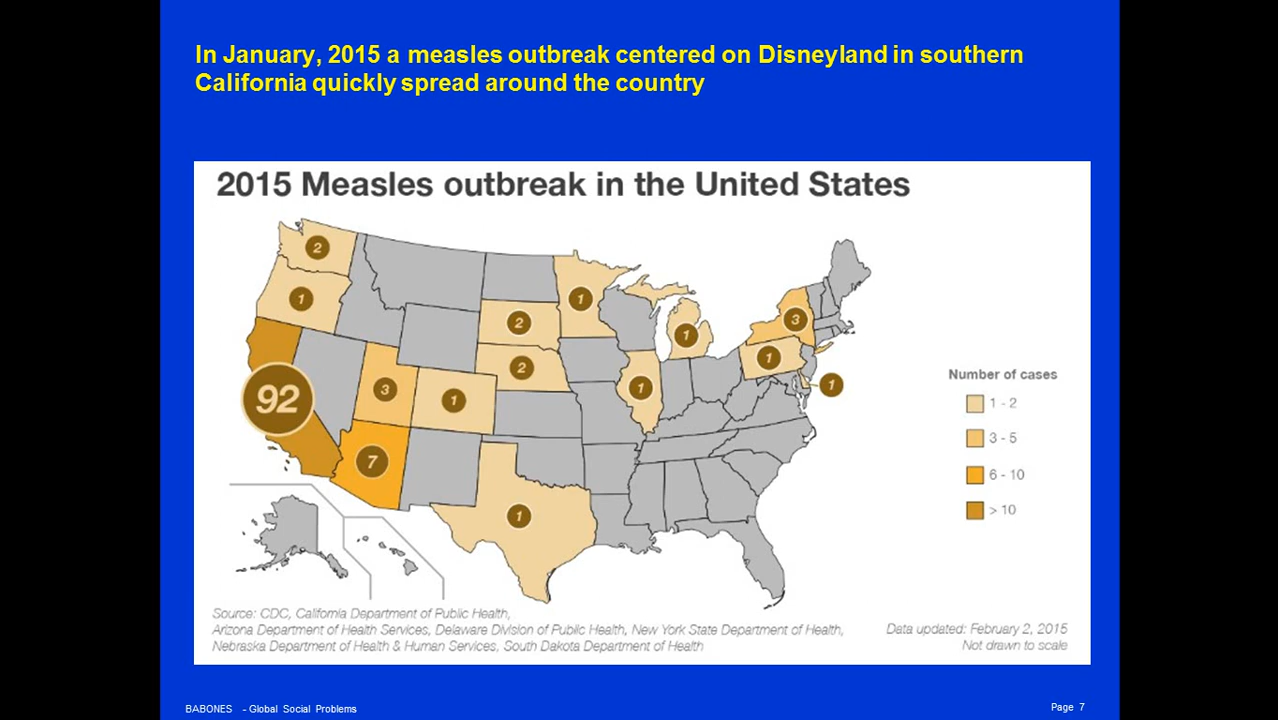 In January, 2015 a measles outbreak centered on Disneyland in southern
California quickly spread around the country
2015 Measles outbreak in the United States
2
1
1
2
1
3
2
1
92
3
1
1
1
7
1
Number of cases
1 - 2
3 - 5
6 - 10
> 10
Source: CDC, California Department of Public Health,
Arizona Department of Health Services, Delaware Division of Public Health, New York State Department of Health,
Nebraska Department of Health & Human Services, South Dakota Department of Health
Data updated: February 2, 2015
Not drawn to scale
BABONES - Global Social Problems
Page 7